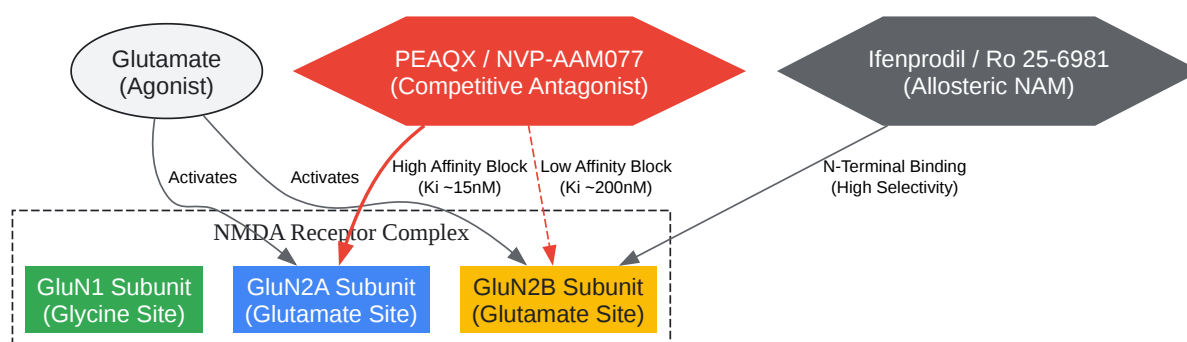 Glutamate
(Agonist)
PEAQX / NVP-AAM077
(Competitive Antagonist)
Ifenprodil / Ro 25-6981
(Allosteric NAM)
Activates
Activates
High Affinity Block
(Ki ~15nM)
Low Affinity Block
(Ki ~200nM)
N-Terminal Binding
(High Selectivity)
NMDA Receptor Complex
GluN1 Subunit
(Glycine Site)
GluN2A Subunit
(Glutamate Site)
GluN2B Subunit
(Glutamate Site)